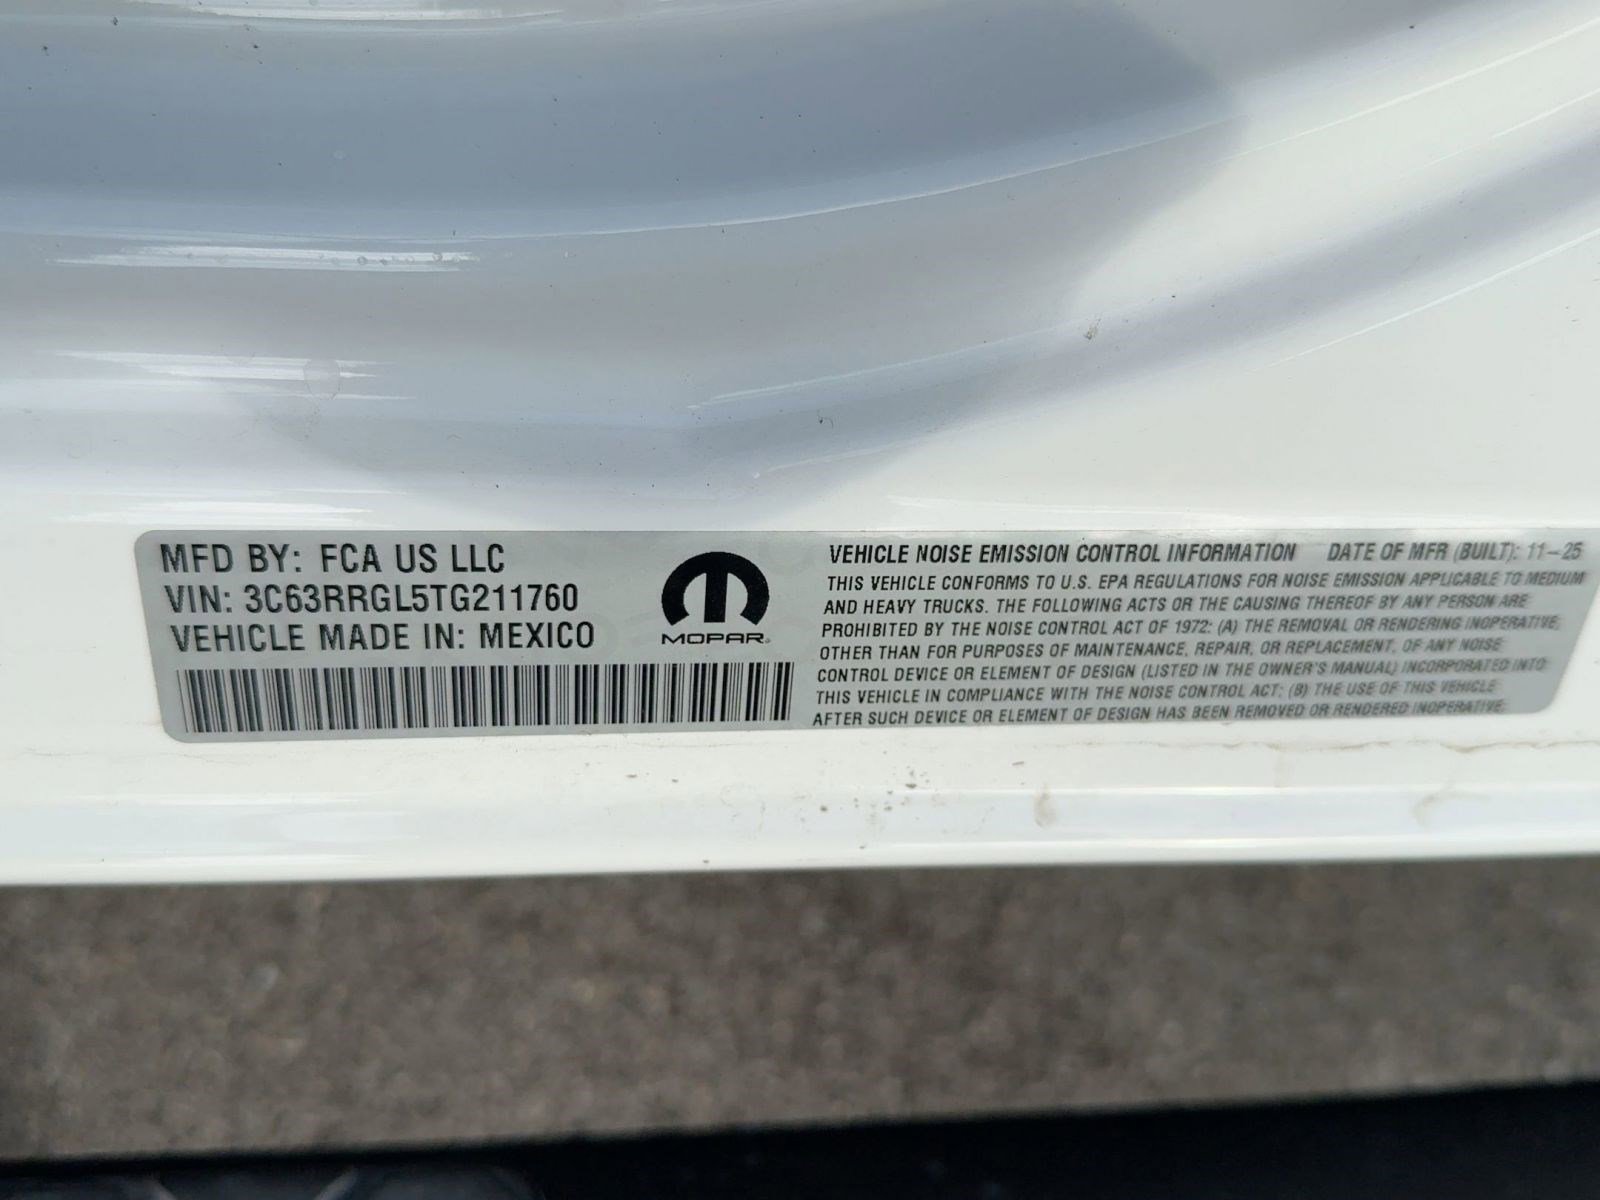 MFD BY: FCA US LLC
VIN: 3C63RRGL5TG211760
VEHICLE MADE IN: MEXICO
MOPAR®
VEHICLE NOISE EMISSION CONTROL INFORMATION DATE OF MFR (BUILT): 11-25
THIS VEHICLE CONFORMS TO U.S. EPA REGULATIONS FOR NOISE EMISSION APPLICABLE TO MEDIUM
AND HEAVY TRUCKS. THE FOLLOWING ACTS OR THE CAUSING THEREOF BY ANY PERSON ARE
PROHIBITED BY THE NOISE CONTROL ACT OF 1972: (A) THE REMOVAL OR RENDERING INOPERATIVE,
OTHER THAN FOR PURPOSES OF MAINTENANCE, REPAIR, OR REPLACEMENT, OF ANY NOISE
CONTROL DEVICE OR ELEMENT OF DESIGN (LISTED IN THE OWNER'S MANUAL) INCORPORATED INTO
THIS VEHICLE IN COMPLIANCE WITH THE NOISE CONTROL ACT; (B) THE USE OF THIS VEHICLE
AFTER SUCH DEVICE OR ELEMENT OF DESIGN HAS BEEN REMOVED OR RENDERED INOPERATIVE.